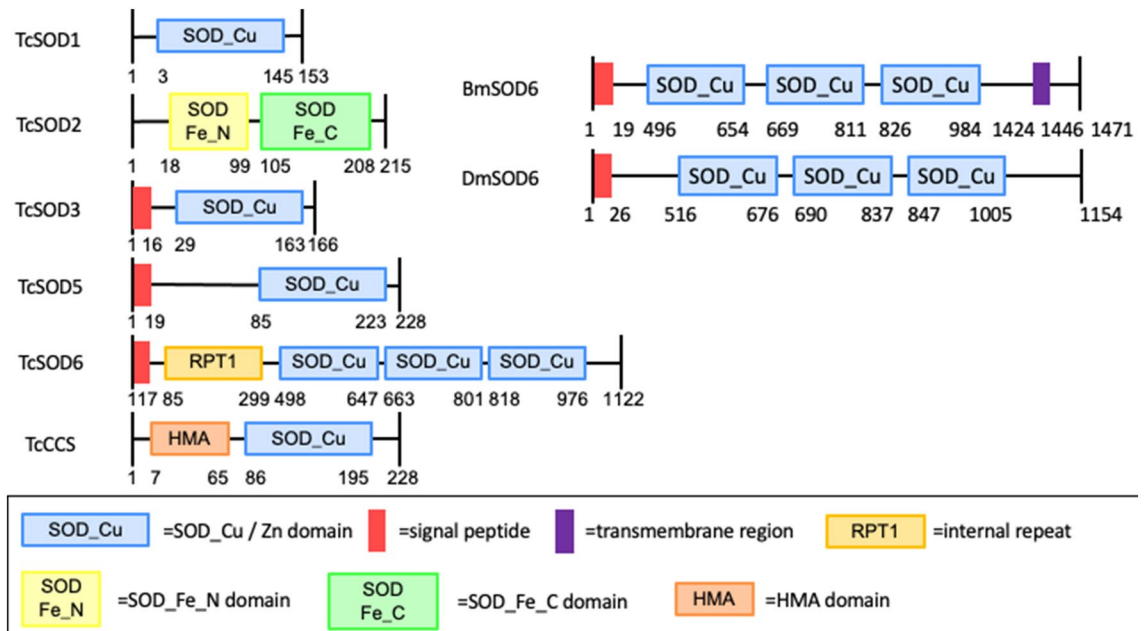 TcSOD1
SOD_Cu
1 3 145 153
TcSOD2
SOD Fe_N
SOD Fe_C
1 18 99 105 208 215
TcSOD3
SOD_Cu
1 16 29 163 166
TcSOD5
SOD_Cu
1 19 85 223 228
TcSOD6
RPT1 SOD_Cu SOD_Cu SOD_Cu
117 85 299 498 647 663 801 818 976 1122
TcCCS
HMA SOD_Cu
1 7 65 86 195 228
BmSOD6
SOD_Cu SOD_Cu SOD_Cu
1 19 496 654 669 811 826 984 1424 1446 1471
DmSOD6
SOD_Cu SOD_Cu SOD_Cu
1 26 516 676 690 837 847 1005 1154
SOD_Cu =SOD_Cu / Zn domain =signal peptide =transmembrane region RPT1 =internal repeat
SOD Fe_N =SOD_Fe_N domain SOD Fe_C =SOD_Fe_C domain HMA =HMA domain